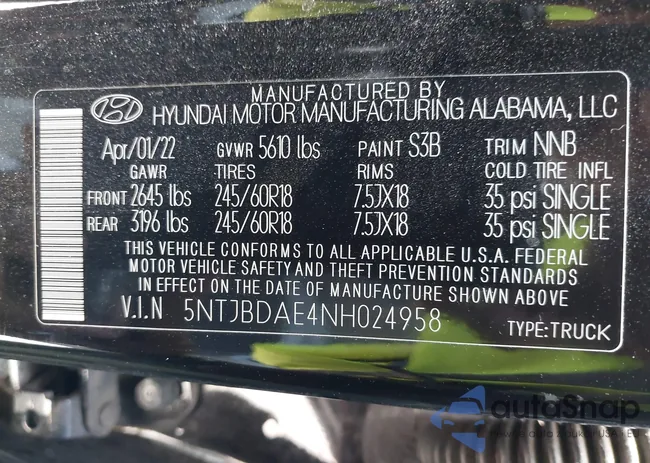 MANUFACTURED BY
HYUNDAI MOTOR MANUFACTURING ALABAMA, LLC
Apr/01/22 GVWR 5610 lbs PAINT S3B TRIM NNB
GAWR TIRES RIMS COLD TIRE INFL
FRONT 2645 lbs 245/60R18 7.5JX18 35 psi SINGLE
REAR 3196 lbs 245/60R18 7.5JX18 35 psi SINGLE
THIS VEHICLE CONFORMS TO ALL APPLICABLE U.S.A. FEDERAL
MOTOR VEHICLE SAFETY AND THEFT PREVENTION STANDARDS
IN EFFECT ON THE DATE OF MANUFACTURE SHOWN ABOVE
V.I.N 5NTJBDAE4NH024958 TYPE:TRUCK
autoSnap